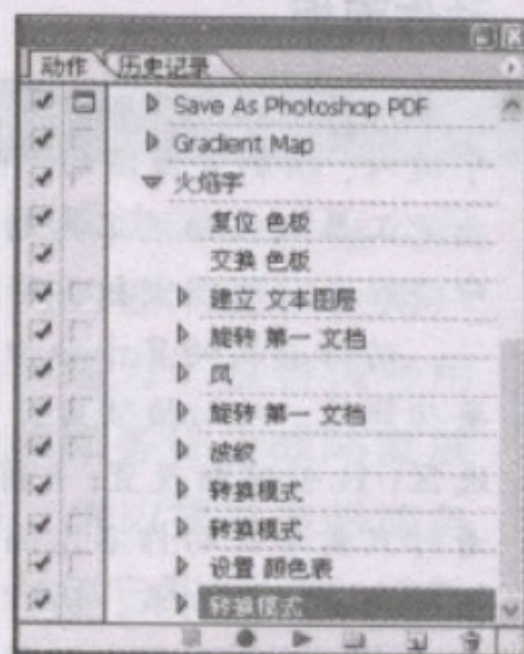 动作 历史记录
Save As Photoshop PDF
Gradient Map
火焰字
复位 色板
交换 色板
建立 文本图层
旋转 第一 文档
风
旋转 第一 文档
波纹
转换模式
转换模式
设置 颜色表
转换模式